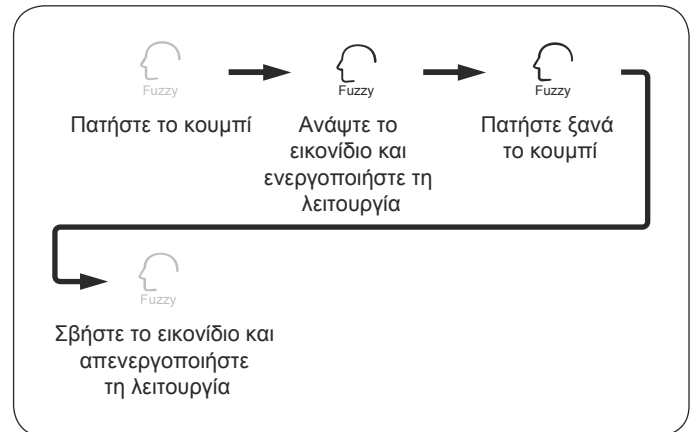 Fuzzy
Fuzzy
Fuzzy
Πατήστε το κουμπί
Ανάψτε το
εικονίδιο και
ενεργοποιήστε τη
λειτουργία
Πατήστε ξανά
το κουμπί
Fuzzy
Σβήστε το εικονίδιο και
απενεργοποιήστε
τη λειτουργία